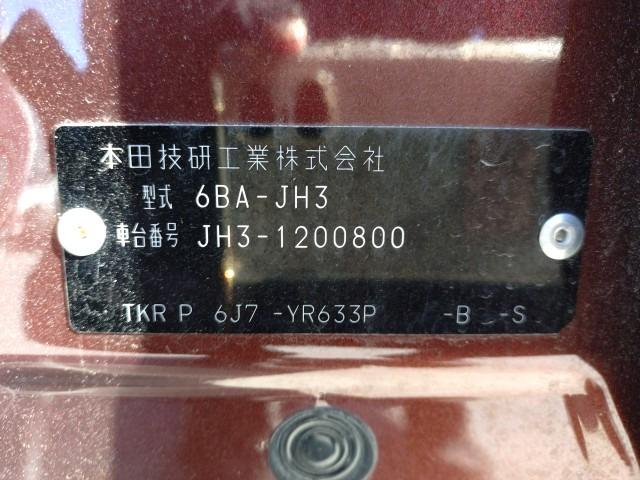 本田技研工業株式会社
型式 6BA-JH3
車台番号 JH3-1200800
TKR P 6J7 -YR633P -B -S